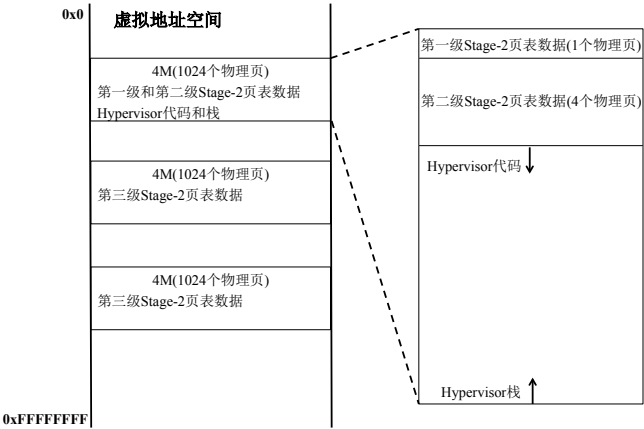 0x0
虚拟地址空间
4M(1024个物理页)
第一级和第二级Stage-2页表数据
Hypervisor代码和栈
4M(1024个物理页)
第三级Stage-2页表数据
4M(1024个物理页)
第三级Stage-2页表数据
0xFFFFFFFF
第一级Stage-2页表数据(1个物理页)
第二级Stage-2页表数据(4个物理页)
Hypervisor代码
Hypervisor栈